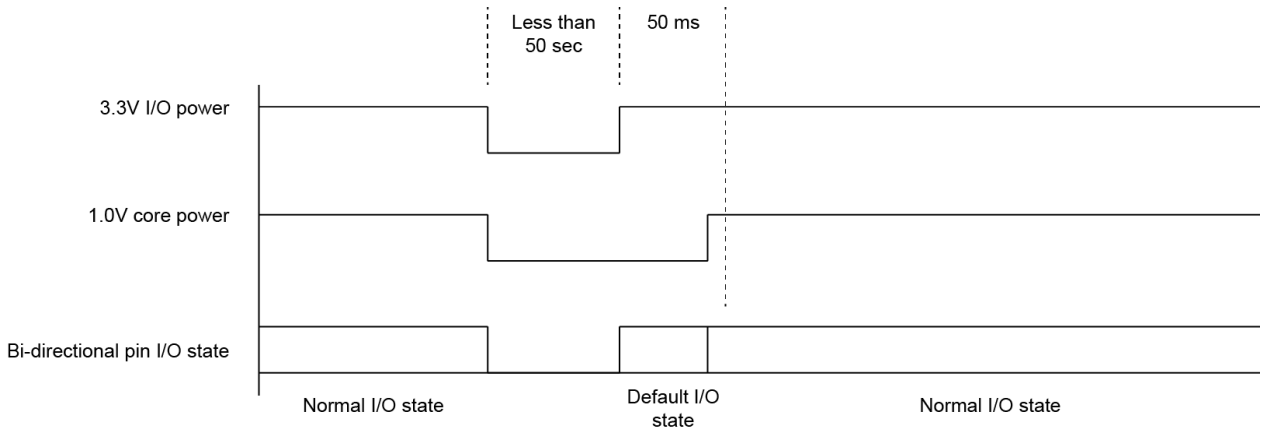 Less than
50 sec
50 ms
3.3V I/O power
1.0V core power
Bi-directional pin I/O state
Normal I/O state
Default I/O
state
Normal I/O state